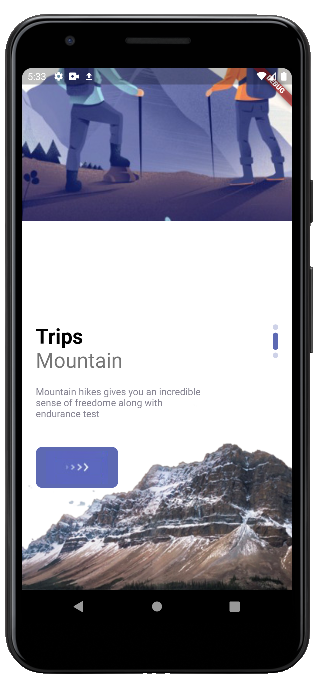 5:33
DEBUG
Trips
Mountain
Mountain hikes gives you an incredible
sense of freedome along with
endurance test